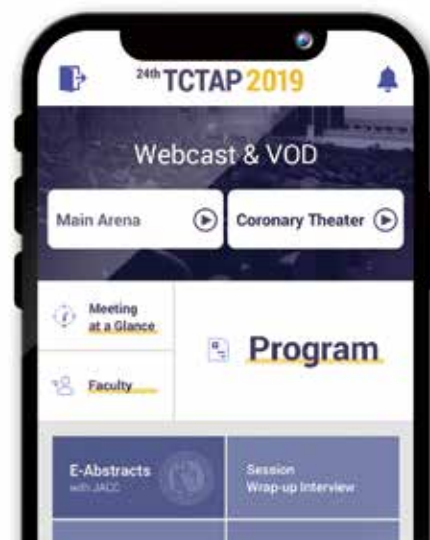 24th TCTAP 2019
Webcast & VOD
Main Arena
Coronary Theater
Meeting
at a Glance
Program
Faculty
E-Abstracts
with JACC
Session
Wrap-up Interview